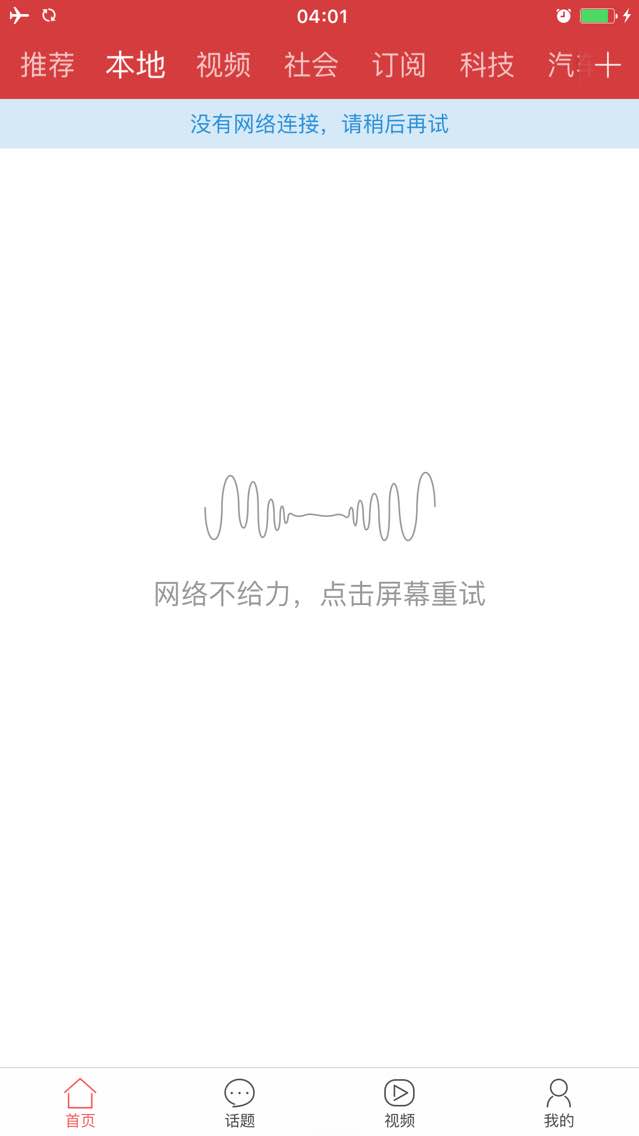 04:01
推荐 本地 视频 社会 订阅 科技 汽
没有网络连接，请稍后再试
网络不给力，点击屏幕重试
首页 话题 视频 我的